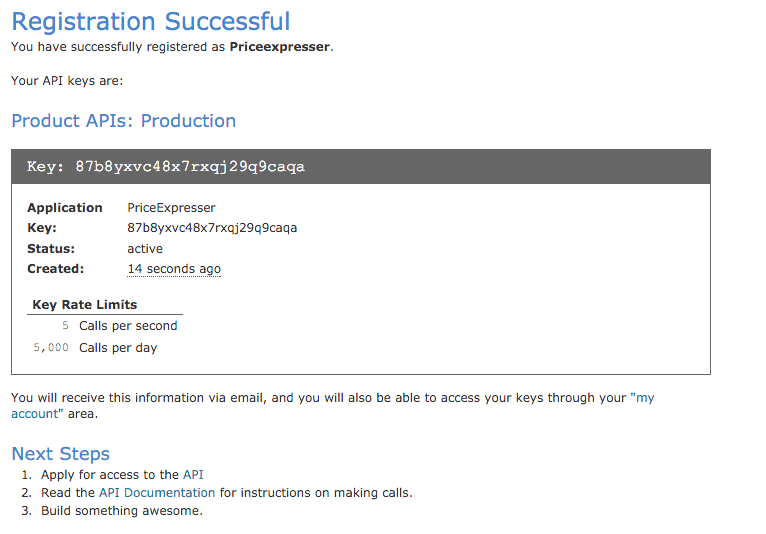 Registration Successful
You have successfully registered as Priceexpresser.
Your API keys are:
Product APIs: Production
Key: 87b8yxvc48x7rxqj29q9caqa
Application PriceExpresser
Key: 87b8yxvc48x7rxqj29q9caqa
Status: active
Created: 14 seconds ago
Key Rate Limits
5 Calls per second
5,000 Calls per day
You will receive this information via email, and you will also be able to access your keys through your "my
account" area.
Next Steps
1. Apply for access to the API
2. Read the API Documentation for instructions on making calls.
3. Build something awesome.